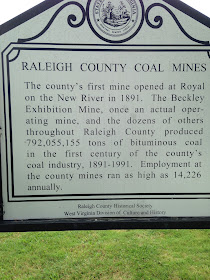 RALEIGH COUNTY COAL MINES
The county's first mine opened at Royal
on the New River in 1891. The Beckley
Exhibition Mine, once an actual oper-
ating mine, and the dozens of others
throughout Raleigh County produced
792,055,155 tons of bituminous coal
in the first century of the county's
coal industry, 1891-1991. Employment at
the county mines ran as high as 14,226
annually.
Raleigh County Historical Society
West Virginia Division of Culture and History